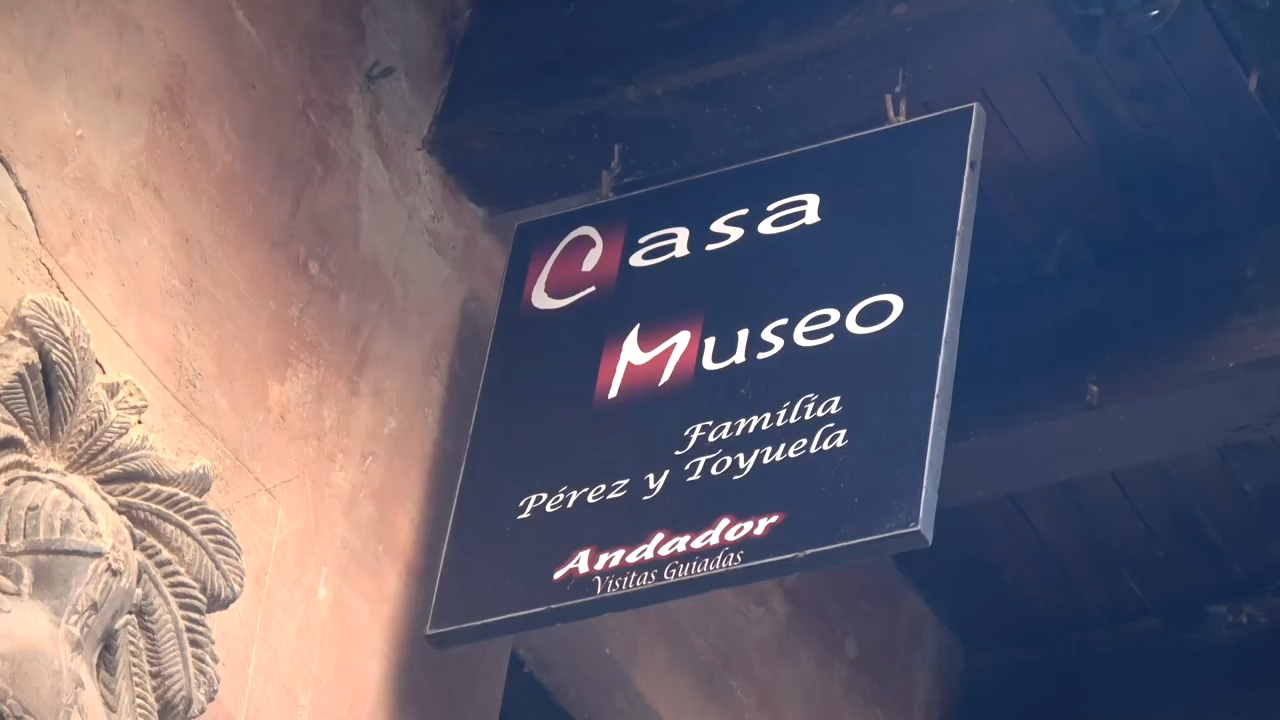 Casa
Museo
Familia
Pérez y Toyuela
Andador
Visitas Guiadas